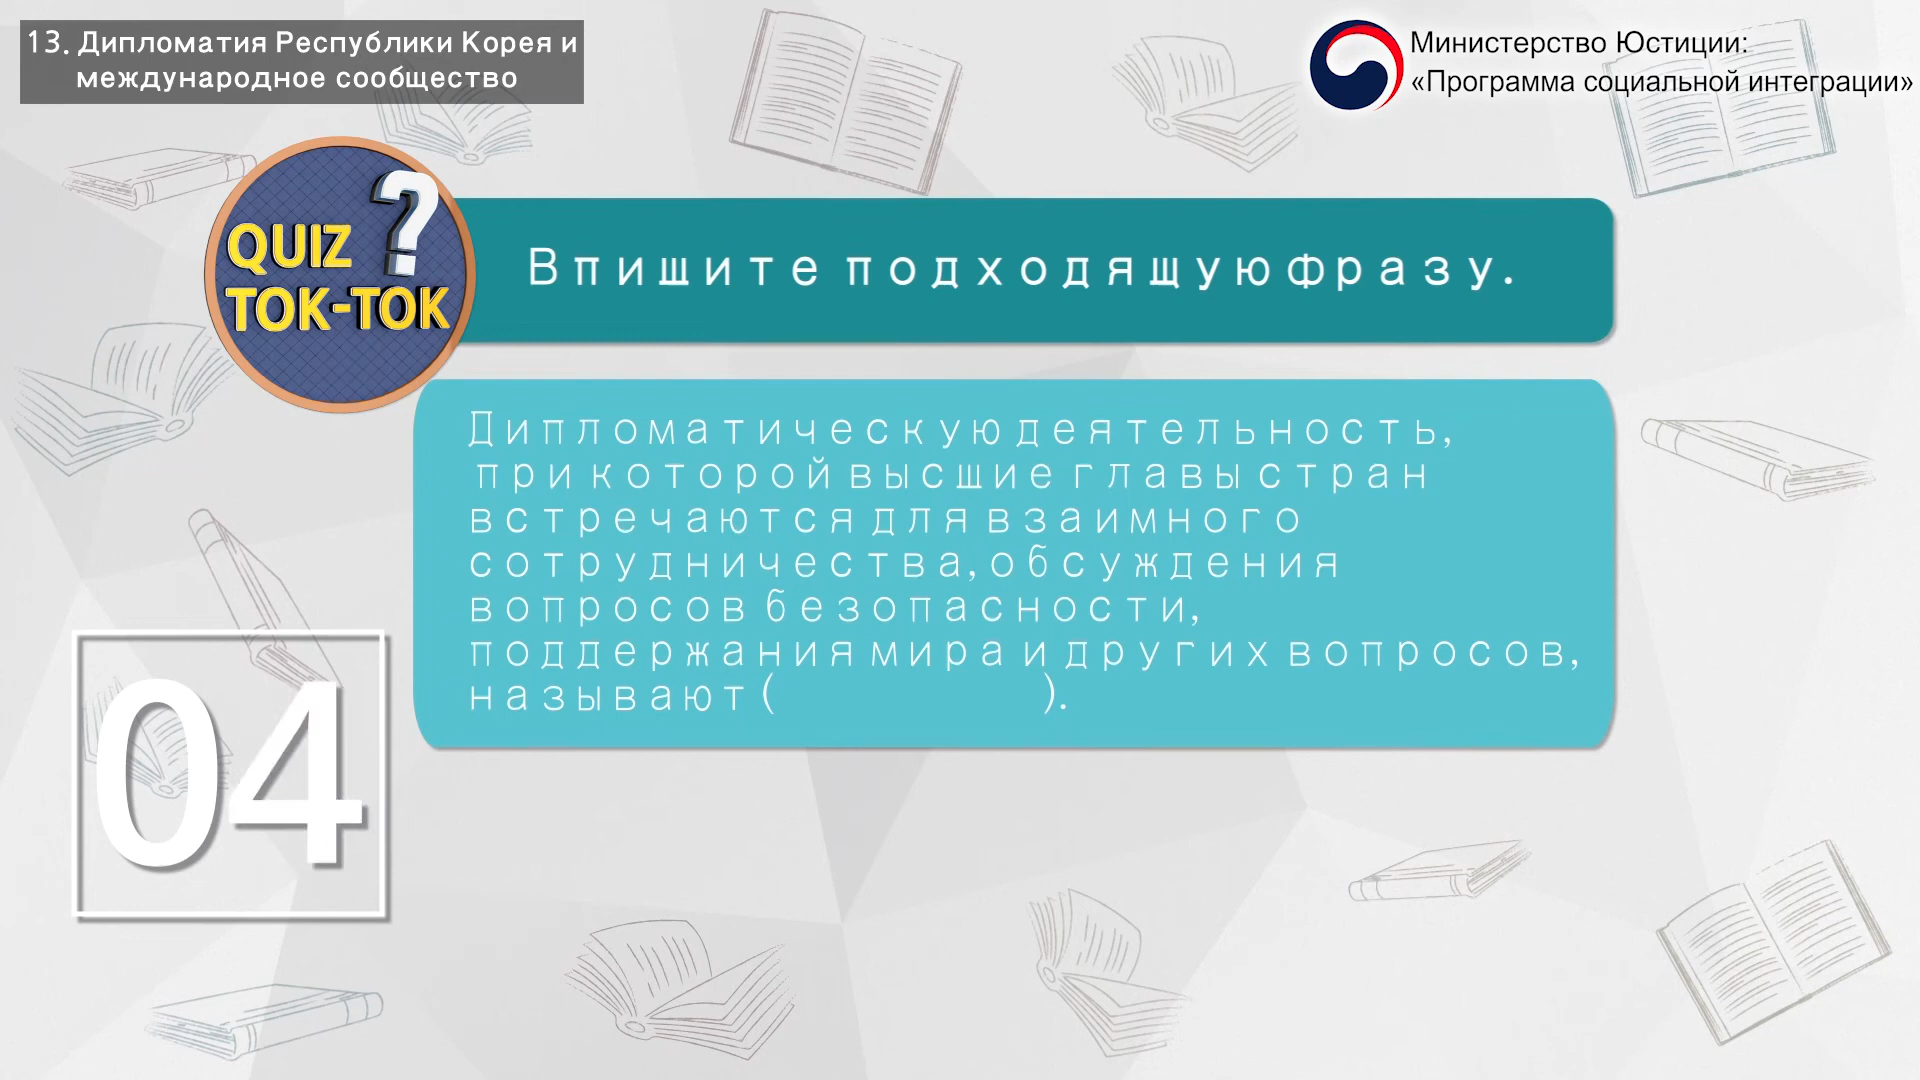 13. Дипломатия Республики Корея и
международное сообщество
Министерство Юстиции:
«Программа социальной интеграции»
QUIZ ?
TOK-TOK
Впишите подходящую фразу.
Дипломатическую деятельность,
при которой высшие главы стран
встречаются для взаимного
сотрудничества, обсуждения
вопросов безопасности,
поддержания мира и других вопросов,
называют (                ).
04